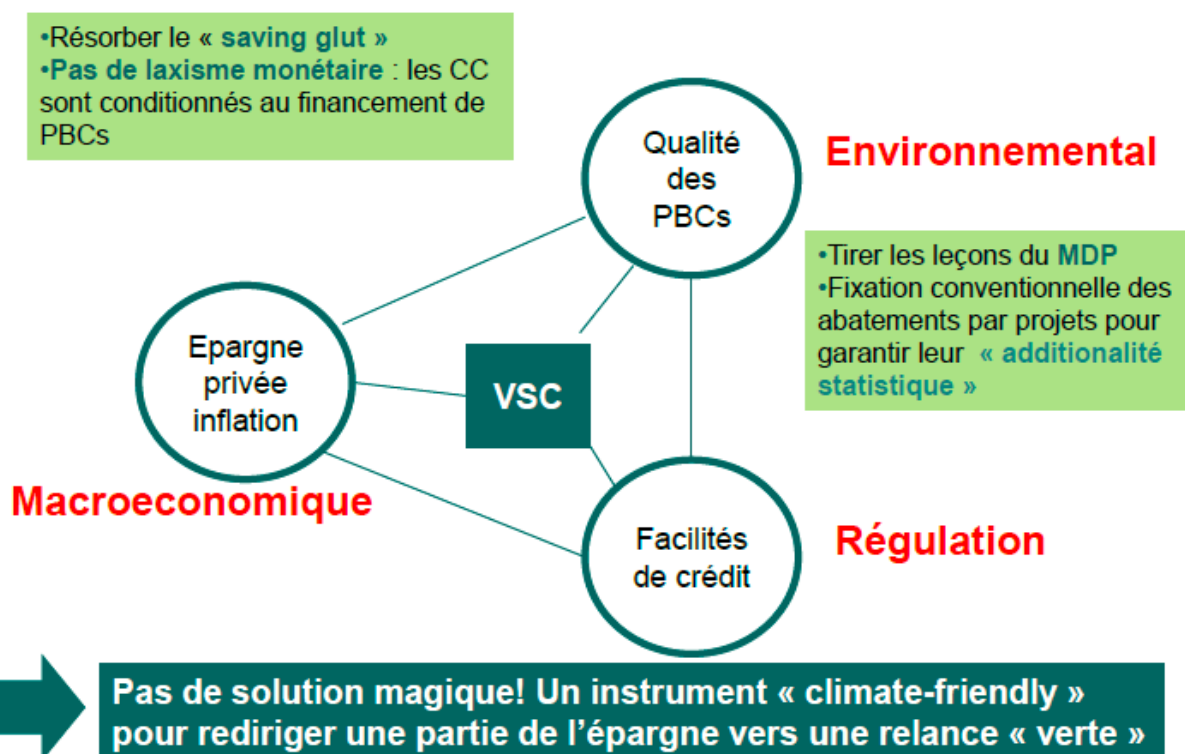 •Résorber le « saving glut »
•Pas de laxisme monétaire : les CC
sont conditionnés au financement de
PBCs
Qualité
des
PBCs
Environnemental
•Tirer les leçons du MDP
•Fixation conventionnelle des
abatements par projets pour
garantir leur « additionalité
statistique »
Epargne
privée
inflation
VSC
Macroeconomique
Facilités
de crédit
Régulation
Pas de solution magique! Un instrument « climate-friendly »
pour rediriger une partie de l'épargne vers une relance « verte »